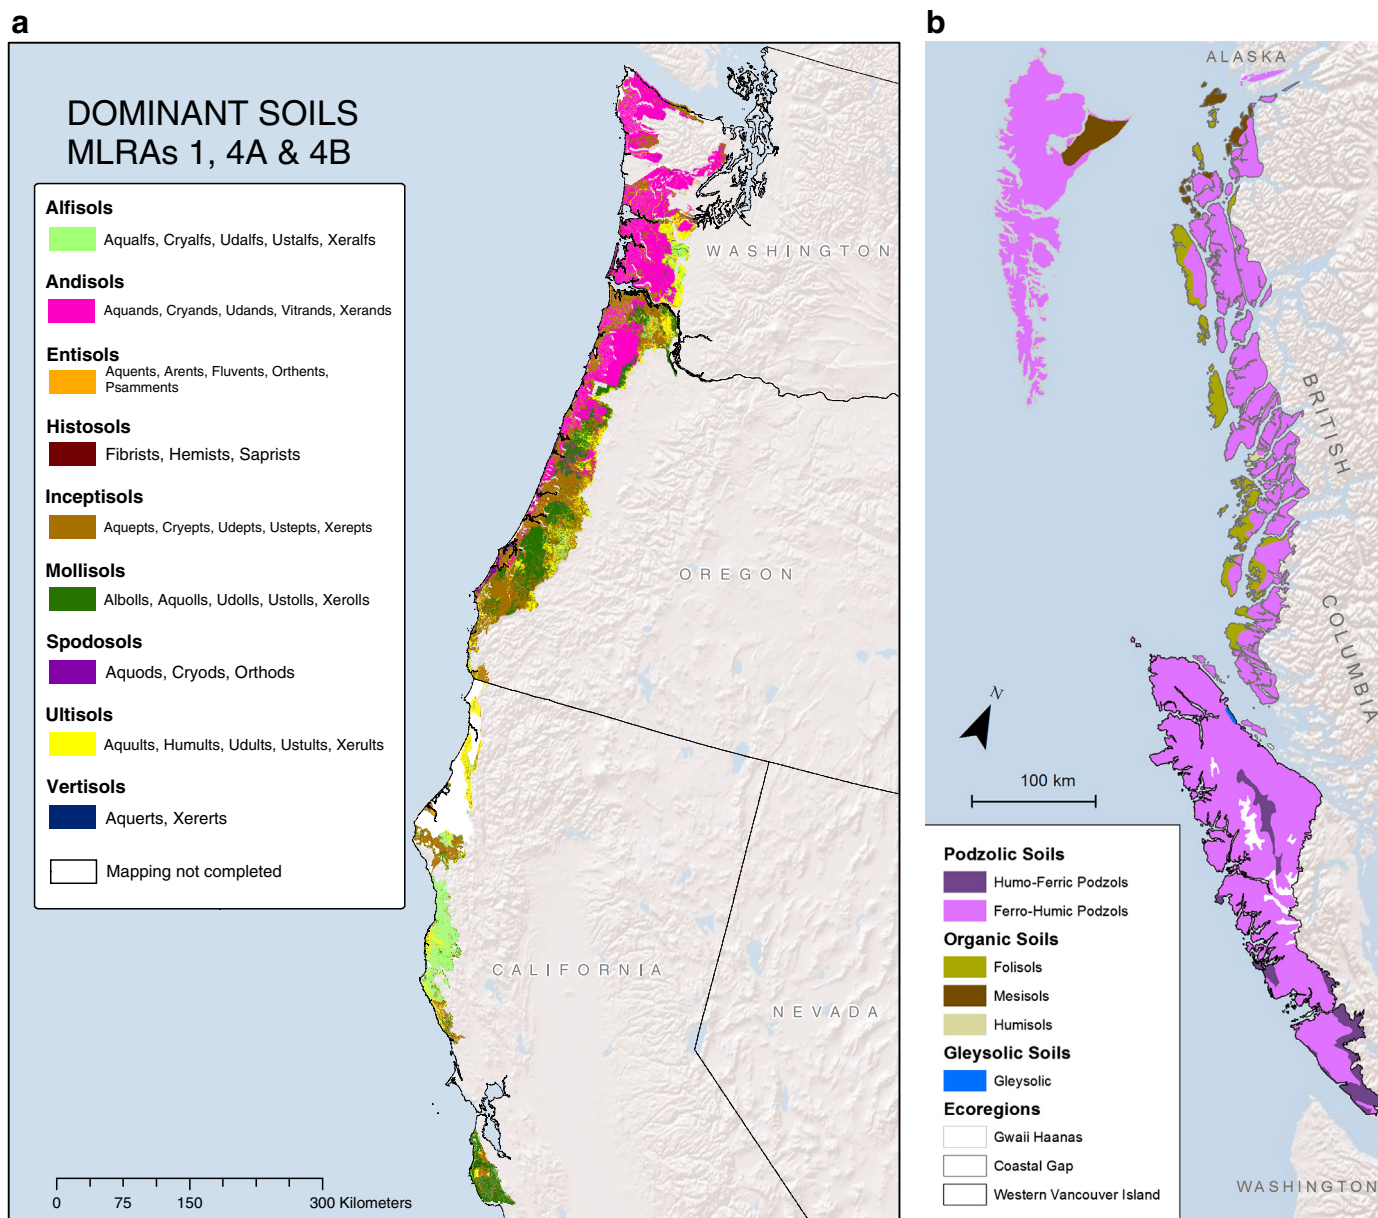 a
DOMINANT SOILS
MLRAs 1, 4A & 4B
Alfisols
Aqualfs, Cryalfs, Udalfs, Ustalfs, Xeralfs
Andisols
Aquands, Cryands, Udands, Vitrands, Xerands
Entisols
Aquents, Arents, Fluvents, Orthents,
Psamments
Histosols
Fibrists, Hemists, Saprists
Inceptisols
Aquepts, Cryepts, Udepts, Ustepts, Xerepts
Mollisols
Albolls, Aquolls, Udolls, Ustolls, Xerolls
Spodosols
Aquods, Cryods, Orthods
Ultisols
Aquults, Humults, Udults, Ustults, Xerults
Vertisols
Aquerts, Xererts
Mapping not completed
WASHINGTON
OREGON
CALIFORNIA
NEVADA
0 75 150 300 Kilometers
b
ALASKA
BRITISH
COLUMBIA
N
100 km
Podzolic Soils
Humo-Ferric Podzols
Ferro-Humic Podzols
Organic Soils
Folisols
Mesisols
Humisols
Gleysolic Soils
Gleysolic
Ecoregions
Gwaii Haanas
Coastal Gap
Western Vancouver Island
WASHINGTON